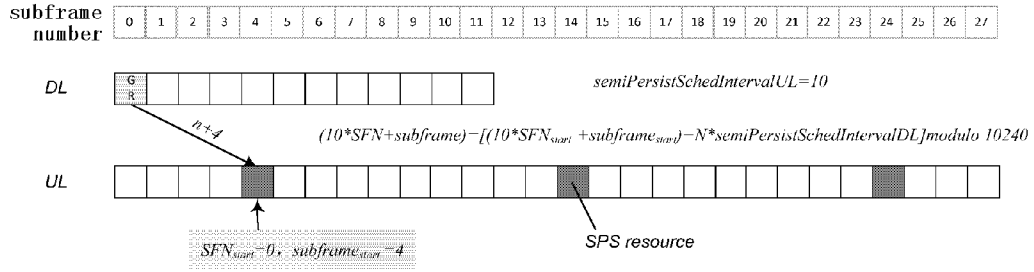 subframe number 0 1 2 3 4 5 6 7 8 9 10 11 12 13 14 15 16 17 18 19 20 21 22 23 24 25 26 27
DL G R
semiPersistSchedIntervalUL=10
n+4
(10*SFN+subframe)=[(10*SFNstart +subframestart)+N*semiPersistSchedIntervalDL]modulo 10240
UL
SFNstart=0, subframestart=4
SPS resource